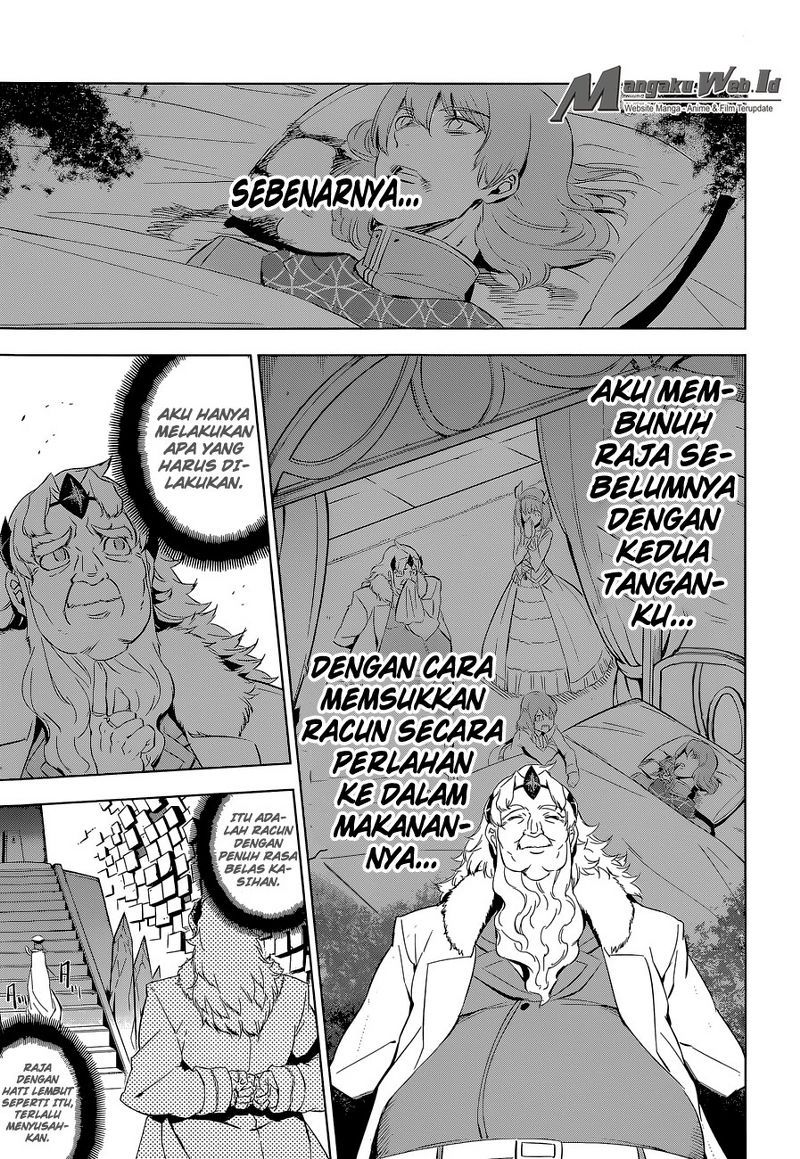 Mangaku.Web.Id
Website Manga - Anime & Film Terupdate
SEBENARNYA...
AKU MEM-
BUNUH
RAJA SE-
BELUMNYA
DENGAN
KEDUA
TANGAN-
KU...
DENGAN CARA
MEMSUKKAN
RACUN SECARA
PERLAHAN
KE DALAM
MAKANAN-
NYA...
AKU HANYA
MELAKUKAN
APA YANG
HARUS DI-
LAKUKAN.
ITU ADA-
LAH RACUN
DENGAN
PENUH RASA
BELAS KA-
SIHAN.
RAJA
DENGAN
HATI LEMBUT
SEPERTI ITU,
TERLALU
MENYUSAH-
KAN.